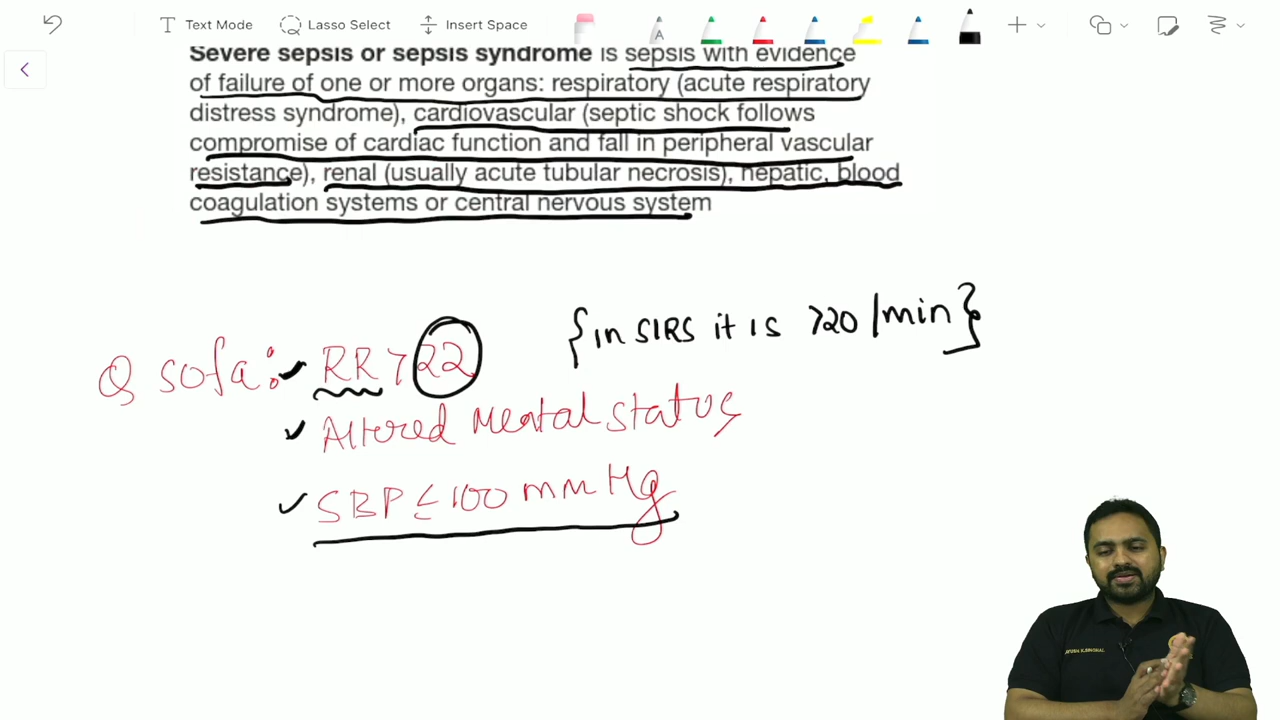 Text Mode Lasso Select Insert Space
Severe sepsis or sepsis syndrome is sepsis with evidence
of failure of one or more organs: respiratory (acute respiratory
distress syndrome), cardiovascular (septic shock follows
compromise of cardiac function and fall in peripheral vascular
resistance), renal (usually acute tubular necrosis), hepatic, blood
coagulation systems or central nervous system
{in SIRS it is >20/min}
Q sofa: RR > 22
Altered Mental Status
SBP ≤ 100 mm Hg